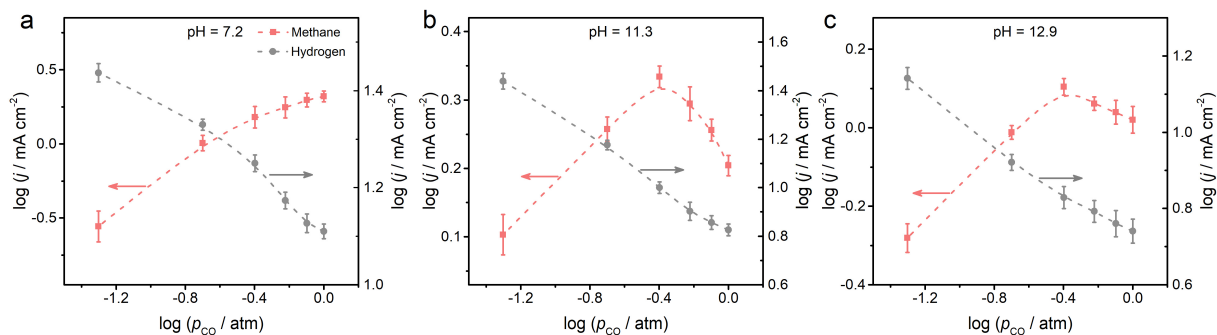 a
pH = 7.2
Methane
Hydrogen
log (j / mA cm⁻²)
0.5
0.0
-0.5
1.4
1.2
1.0
log (j / mA cm⁻²)
-1.2 -0.8 -0.4 0.0
log (p_CO / atm)
b
pH = 11.3
log (j / mA cm⁻²)
0.4
0.3
0.2
0.1
1.6
1.4
1.2
1.0
0.8
0.6
log (j / mA cm⁻²)
-1.2 -0.8 -0.4 0.0
log (p_CO / atm)
c
pH = 12.9
log (j / mA cm⁻²)
0.2
0.0
-0.2
-0.4
1.2
1.0
0.8
0.6
log (j / mA cm⁻²)
-1.2 -0.8 -0.4 0.0
log (p_CO / atm)